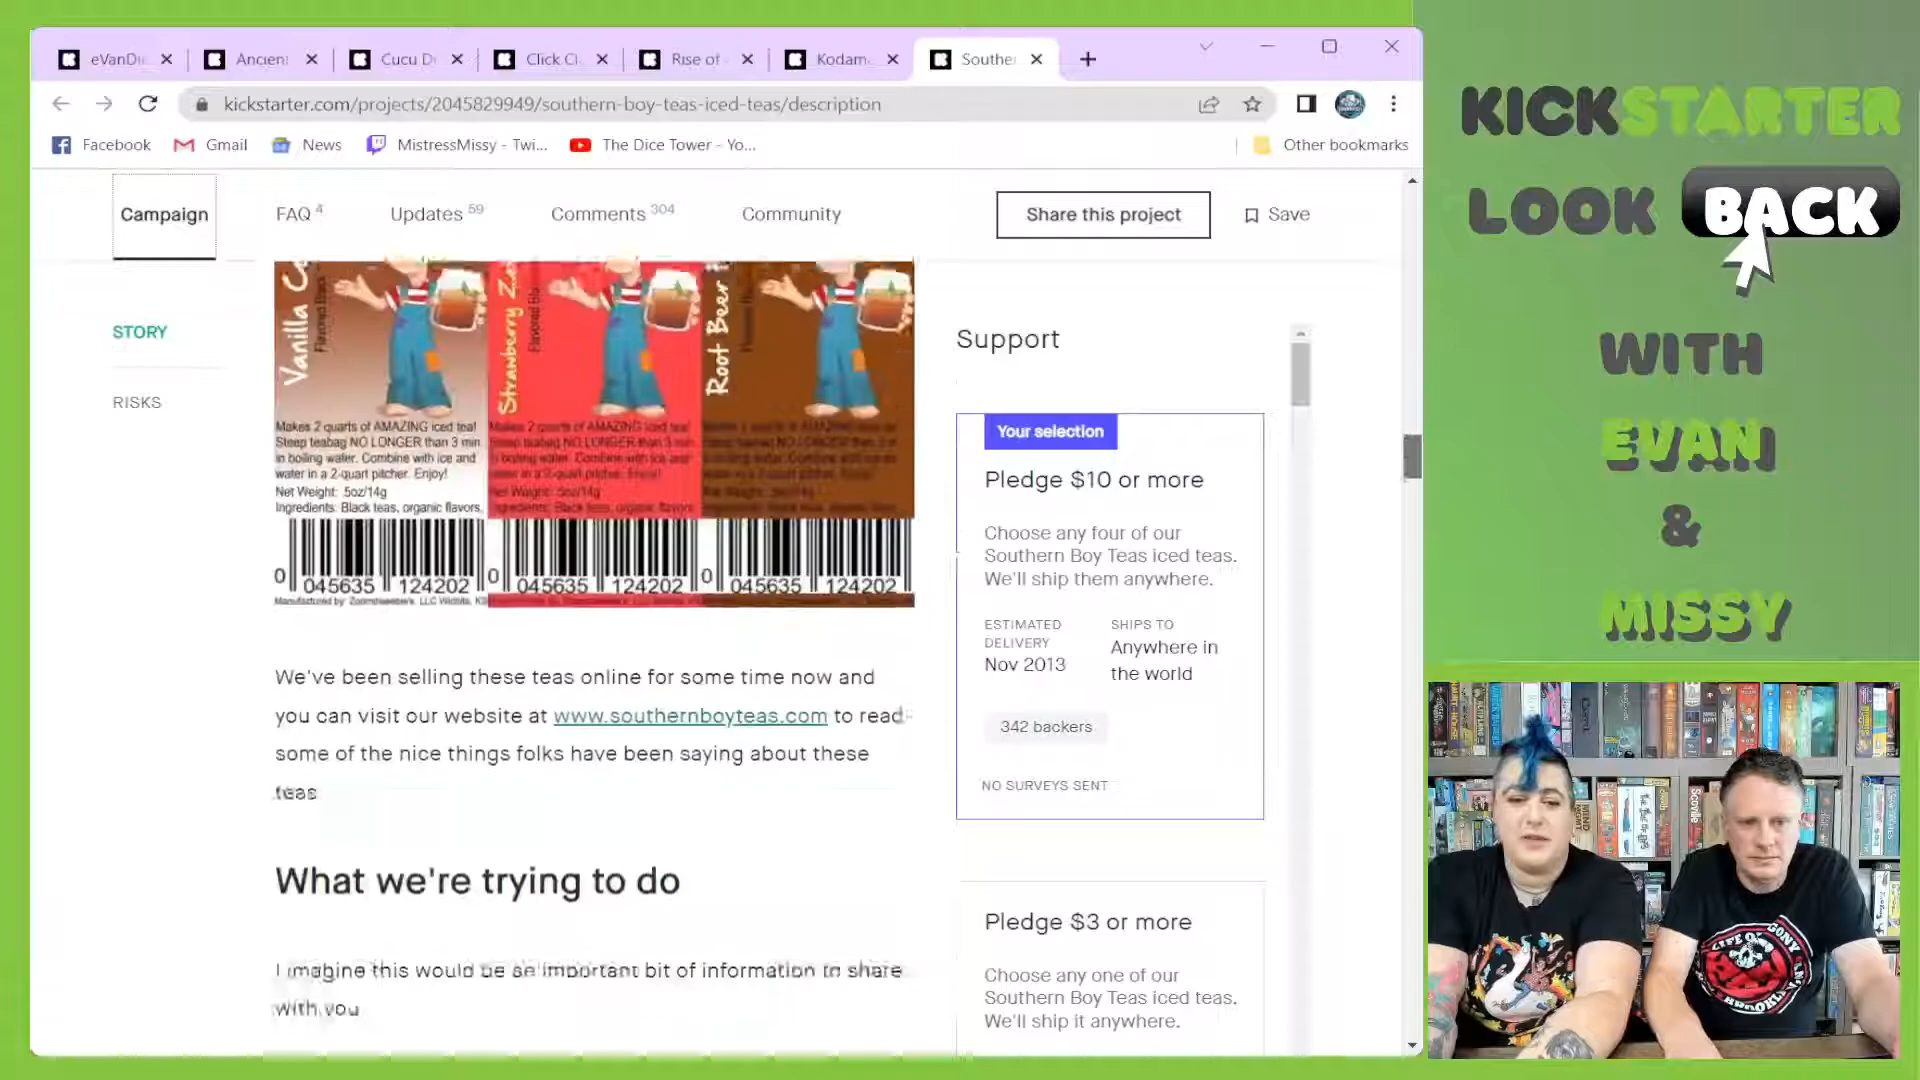 eVanDi
Ancient
Cucu D
Click Cl
Rise of
Kodam
Souther
kickstarter.com/projects/2045829949/southern-boy-teas-iced-teas/description
Facebook
Gmail
News
MistressMissy - Twi...
The Dice Tower - Yo...
Other bookmarks
Campaign
FAQ 4
Updates 59
Comments 304
Community
Share this project
Save
STORY
RISKS
Vanilla
Strawberry
Root Beer
Makes 2 quarts of AMAZING iced tea!
Steep teabag NO LONGER than 3 min
in boiling water. Combine with ice and
water in a 2-quart pitcher. Enjoy!
Net Weight: .5oz/14g
Ingredients: Black teas, organic flavors,
0 045635 124202
0 045635 124202
0 045635 124202
We've been selling these teas online for some time now and
you can visit our website at www.southernboyteas.com to read
some of the nice things folks have been saying about these
teas
What we're trying to do
I imagine this would be an important bit of information to share
with you
Support
Your selection
Pledge $10 or more
Choose any four of our
Southern Boy Teas iced teas.
We'll ship them anywhere.
ESTIMATED
DELIVERY
Nov 2013
SHIPS TO
Anywhere in
the world
342 backers
NO SURVEYS SENT
Pledge $3 or more
Choose any one of our
Southern Boy Teas iced teas.
We'll ship it anywhere.
KICKSTARTER
LOOK BACK
WITH
EVAN
&
MISSY
LIFE OF AGONY
BROOKLYN
Scoville
MIND MGMT